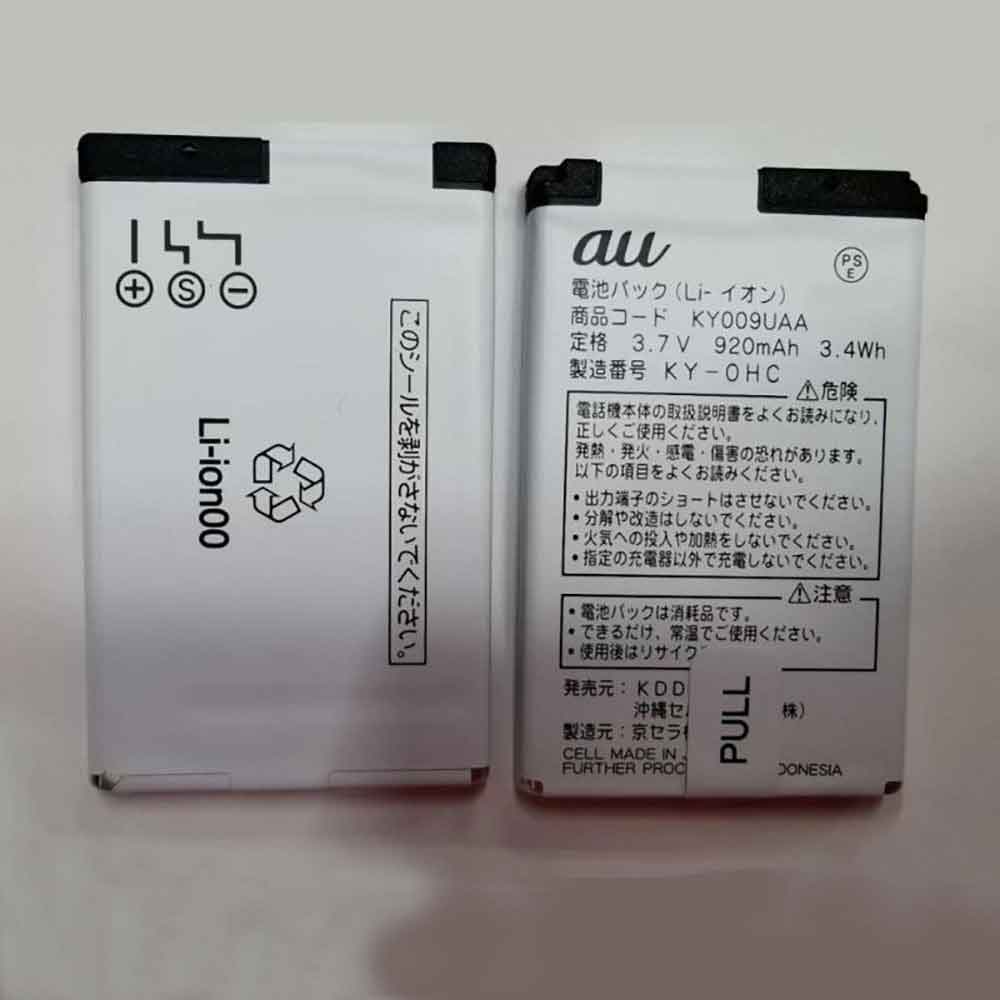 + S -
Li-ion00
このシールを剥がさないでください。
au
PS
E
電池パック(Li-イオン)
商品コード KY009UAA
定格 3.7V 920mAh 3.4Wh
製造番号 KY-OHC
⚠危険
電話機本体の取扱説明書をよくお読みになり、
正しくご使用ください。
発熱・発火・感電・傷害の恐れがあります。
以下の項目をよくお読みください。
・出力端子のショートはさせないでください。
・分解や改造はしないでください。
・火気への投入や加熱をしないでください。
・指定の充電器以外で充電しないでください。
⚠注意
・電池パックは消耗品です。
・できるだけ、常温でご使用ください。
・使用後はリサイク
発売元:KDD
沖縄セ 株)
製造元:京セラ
CELL MADE IN
FURTHER PROC ONESIA
PULL